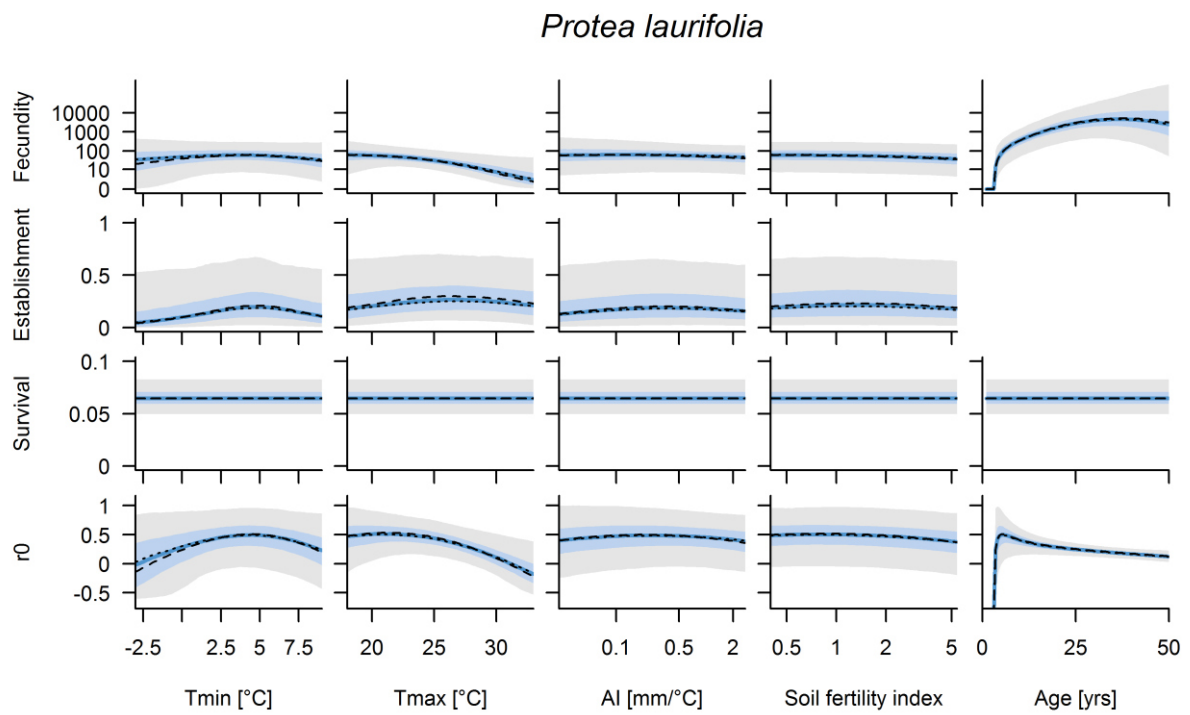 Protea laurifolia
Fecundity
10000
1000
100
10
0
Establishment
1
0.5
0
Survival
0.1
0.05
0
r0
1
0.5
0
-0.5
-2.5 2.5 5 7.5
20 25 30
0.1 0.5 2
0.5 1 2 5
0 25 50
Tmin [°C]
Tmax [°C]
AI [mm/°C]
Soil fertility index
Age [yrs]